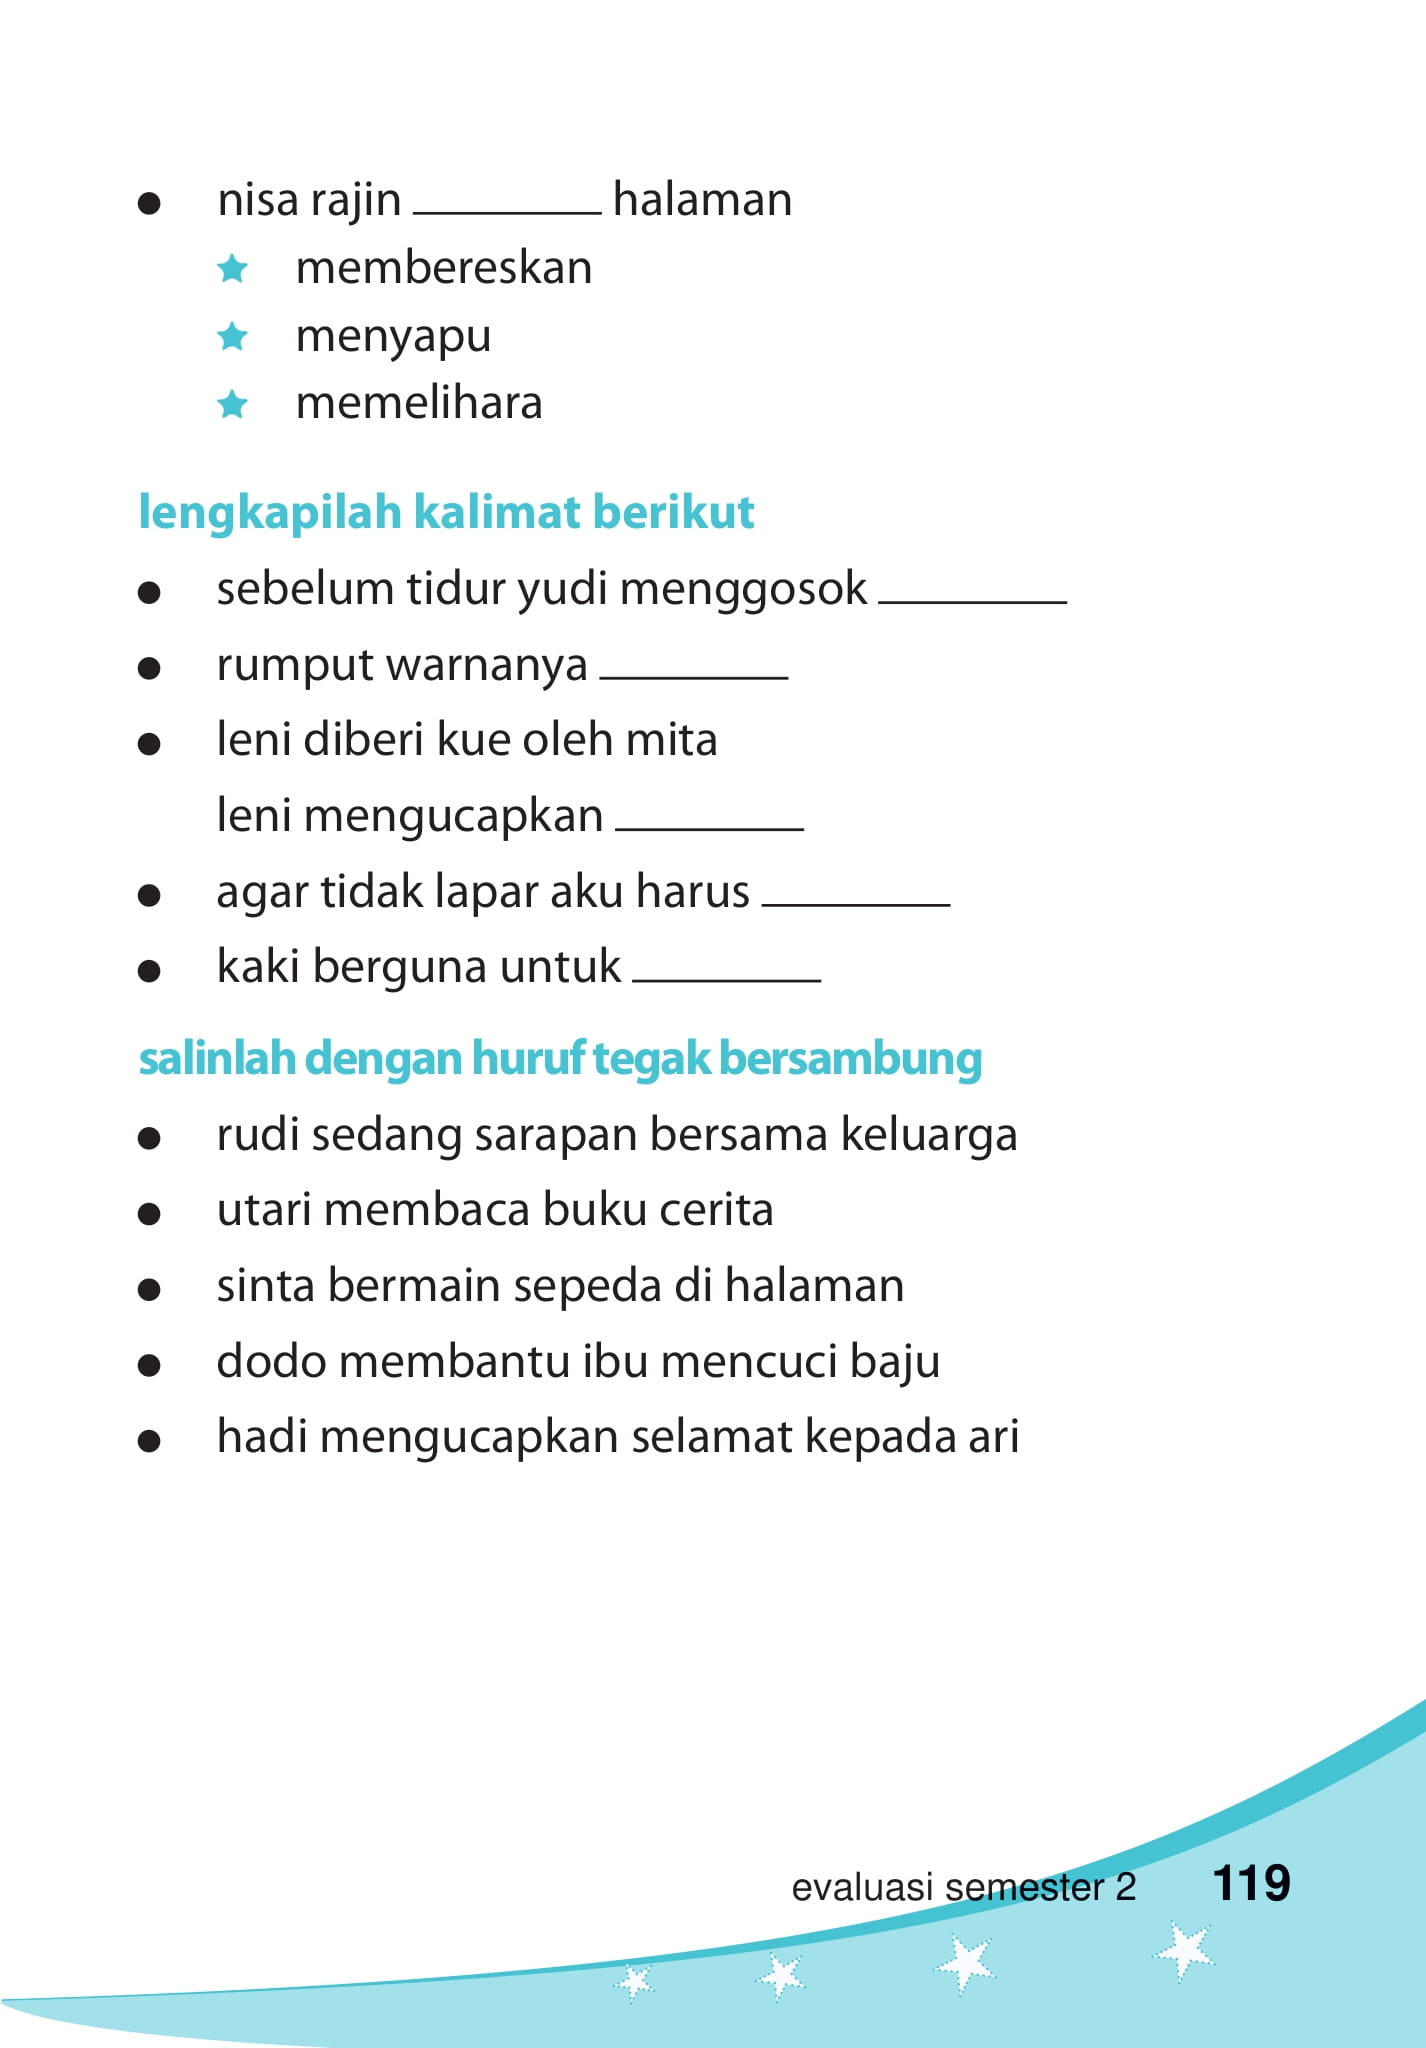 ● nisa rajin ________ halaman
★ membereskan
★ menyapu
★ memelihara
lengkapilah kalimat berikut
● sebelum tidur yudi menggosok ________
● rumput warnanya ________
● leni diberi kue oleh mita
leni mengucapkan ________
● agar tidak lapar aku harus ________
● kaki berguna untuk ________
salinlah dengan huruf tegak bersambung
● rudi sedang sarapan bersama keluarga
● utari membaca buku cerita
● sinta bermain sepeda di halaman
● dodo membantu ibu mencuci baju
● hadi mengucapkan selamat kepada ari
evaluasi semester 2 119